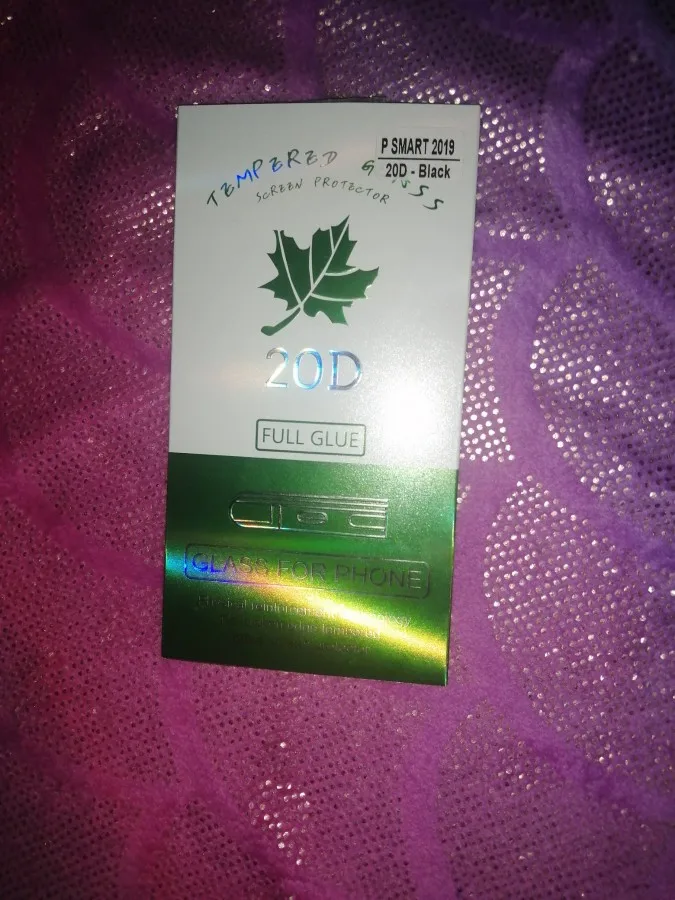 P SMART 2019
20D - Black
TEMPERED GLASS
SCREEN PROTECTOR
20D
FULL GLUE
GLASS FOR PHONE